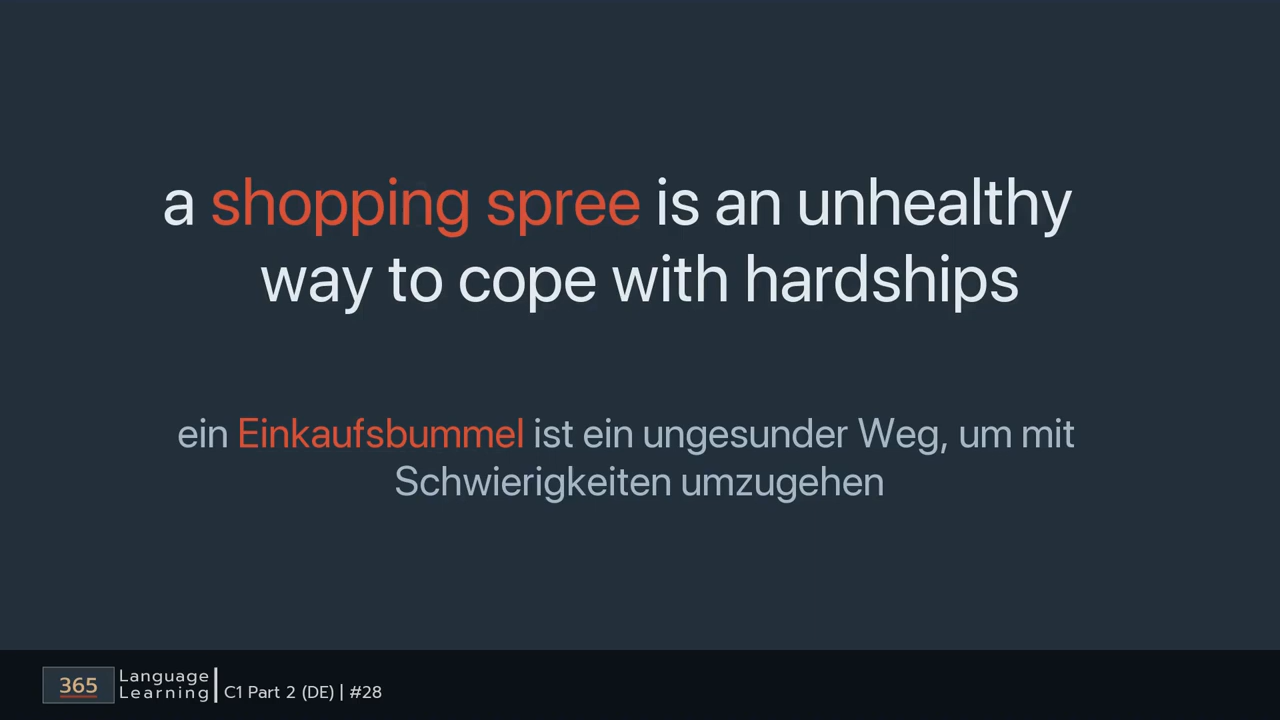 a shopping spree is an unhealthy
way to cope with hardships
ein Einkaufsbummel ist ein ungesunder Weg, um mit
Schwierigkeiten umzugehen
365
Language
Learning
C1 Part 2 (DE) | #28